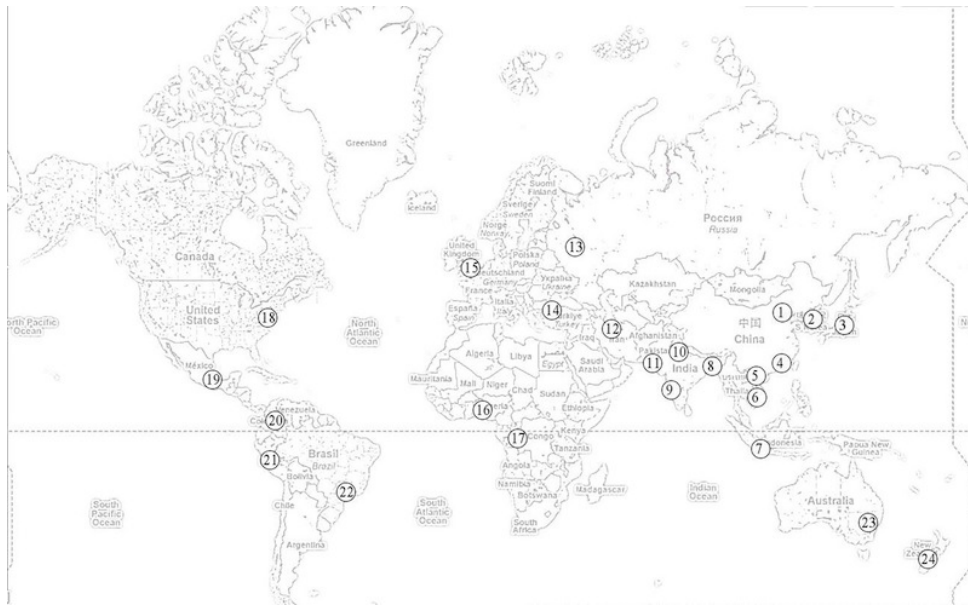 Greenland
Iceland
Suomi
Finland
Sverige
Sweden
Norge
Norway
РОССИЯ
Russia
13
United
Kingdom
15
Polska
Poland
Deutschland
Germany
Україна
Ukraine
France
Italia
Italy
España
Spain
14
Türkiye
Turkey
Kazakhstan
Mongolia
Canada
United
States
18
North Pacific
Ocean
North
Atlantic
Ocean
中国
China
1
2
3
12
Iraq
Iran
Afghanistan
Pakistan
10
11
India
8
9
4
5
6
Algeria
Libya
Egypt
Saudi
Arabia
México
19
Mauritania
Mali
Niger
Chad
Sudan
16
Ethiopia
Venezuela
20
17
Congo
Kenya
Tanzania
7
Papua New
Guinea
21
Brasil
Brazil
Bolivia
22
Angola
Namibia
Botswana
Madagascar
Indian
Ocean
Australia
23
South
Pacific
Ocean
Chile
South
Atlantic
Ocean
South
Africa
Argentina
New
24